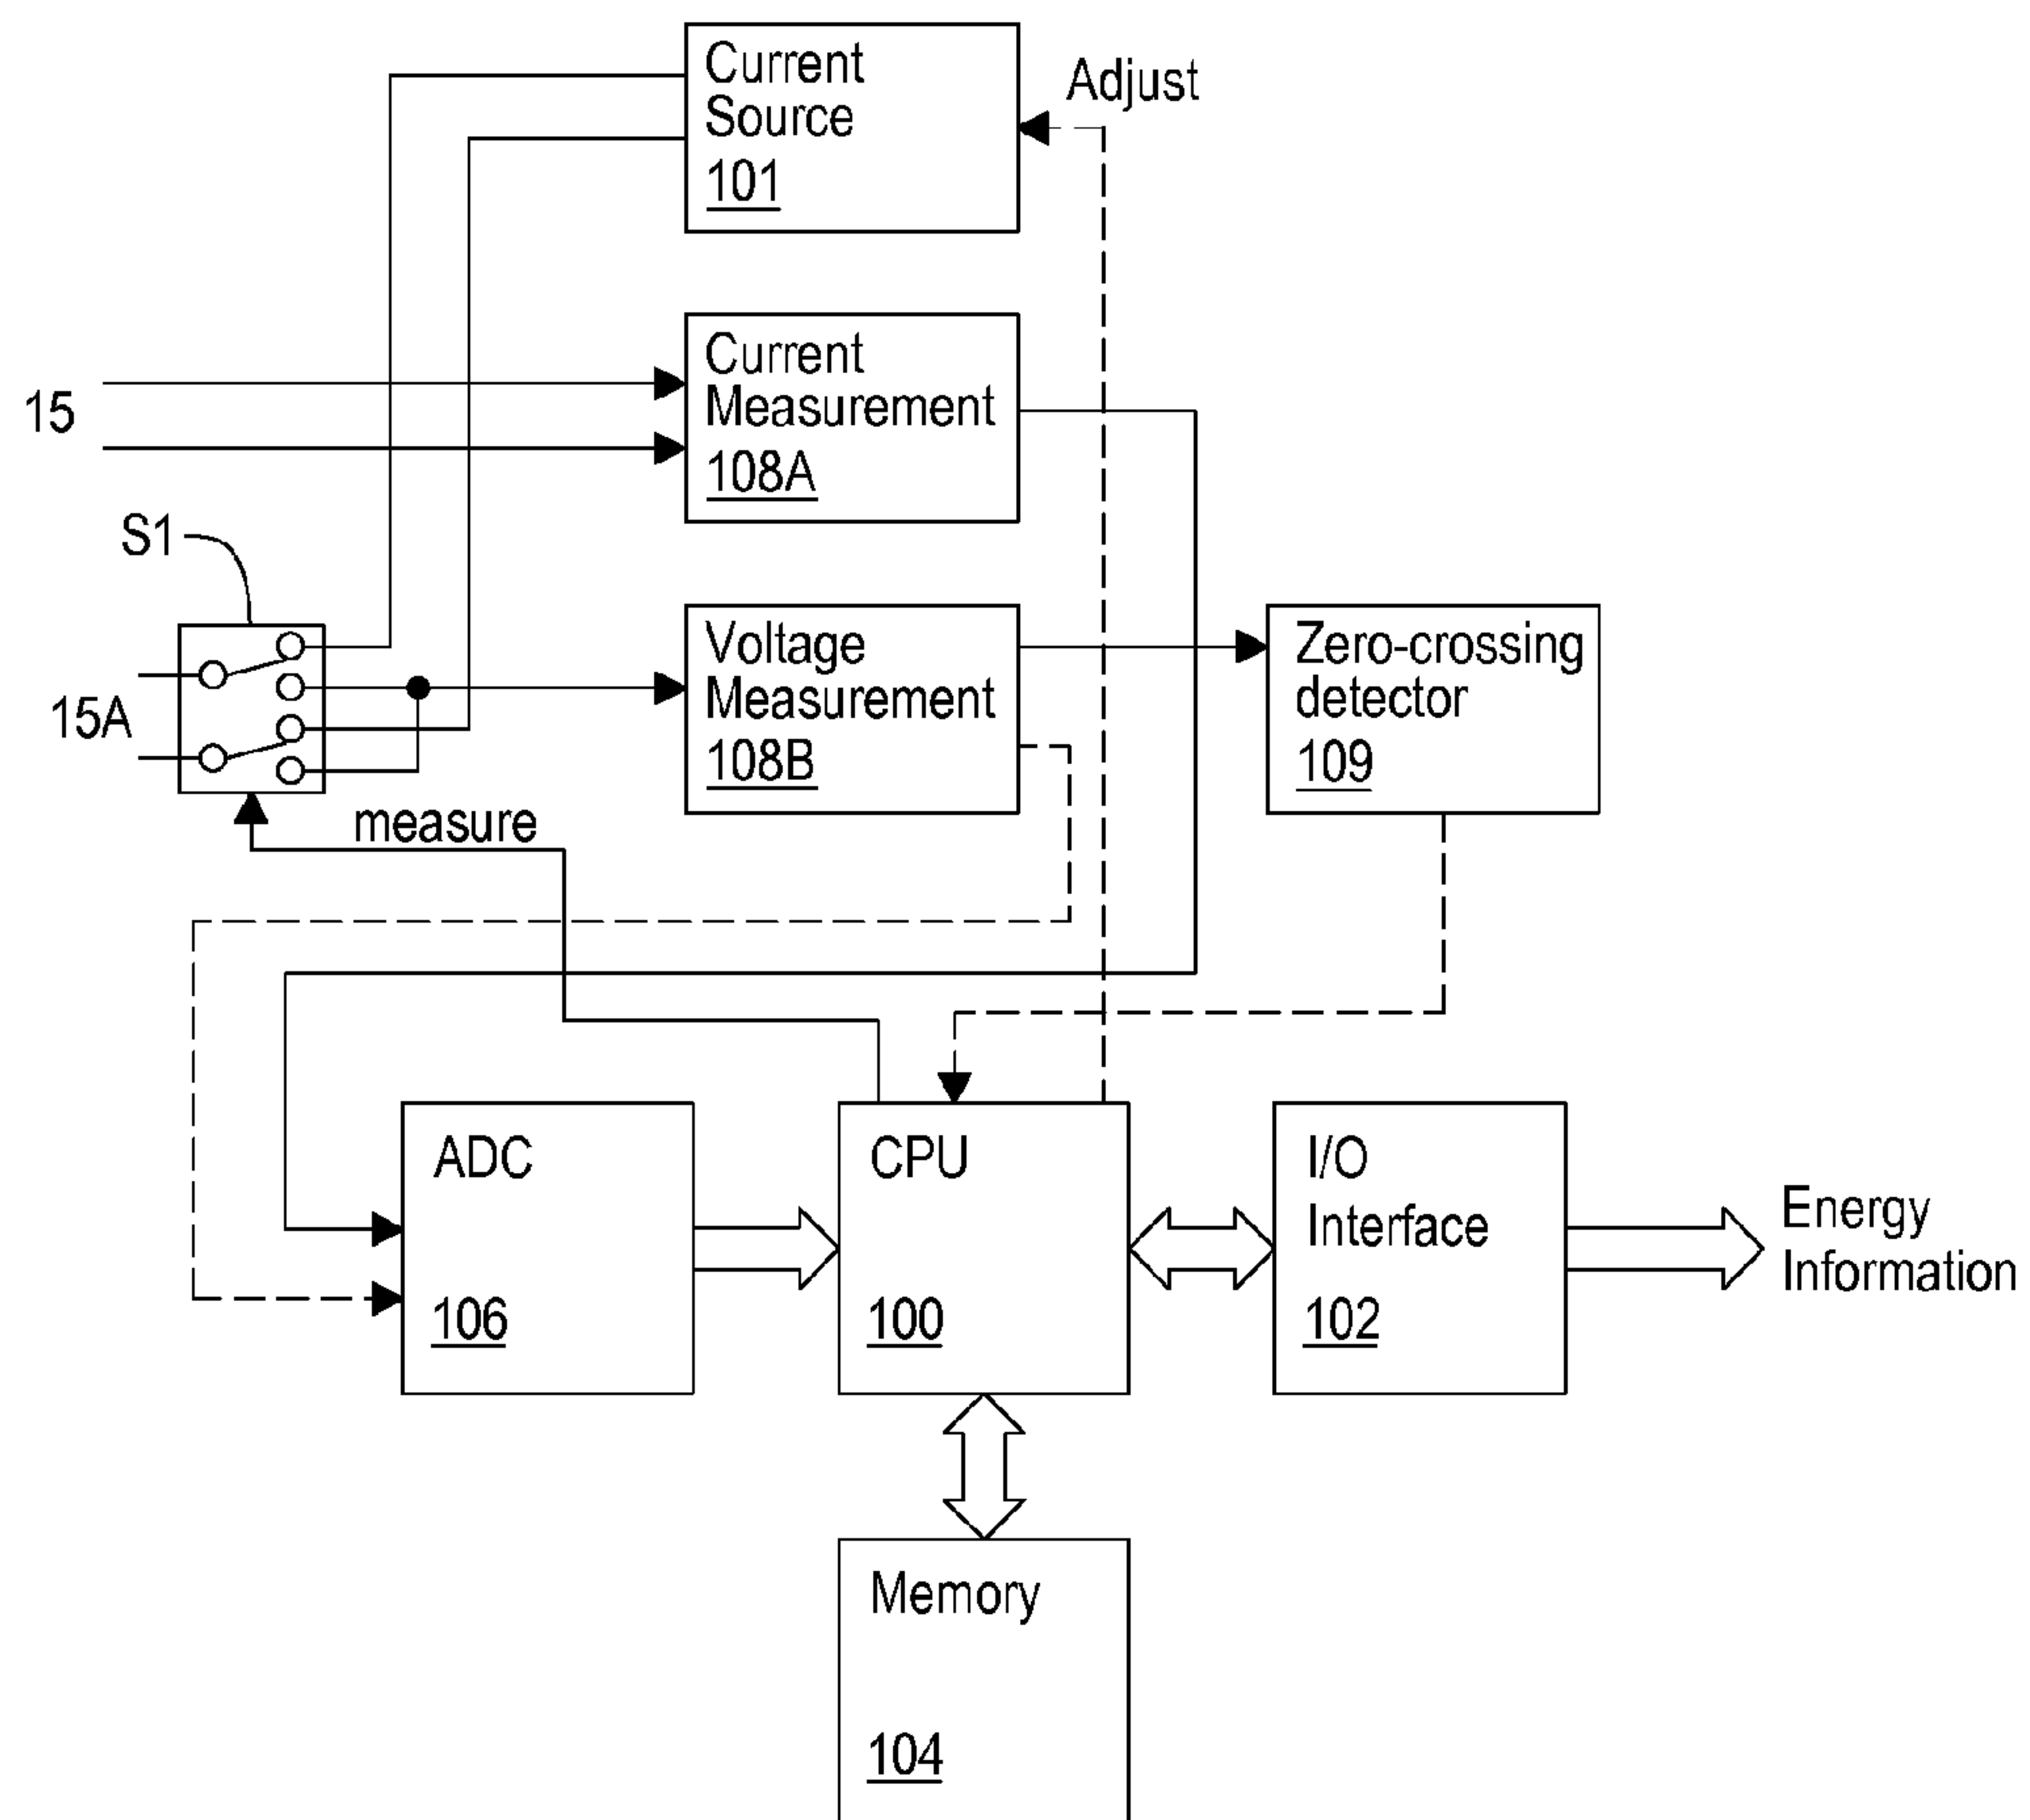 Current
Source
101
Adjust
Current
Measurement
108A
15
S1
Voltage
Measurement
108B
Zero-crossing
detector
109
15A
measure
ADC
106
CPU
100
I/O
Interface
102
Energy
Information
Memory
104